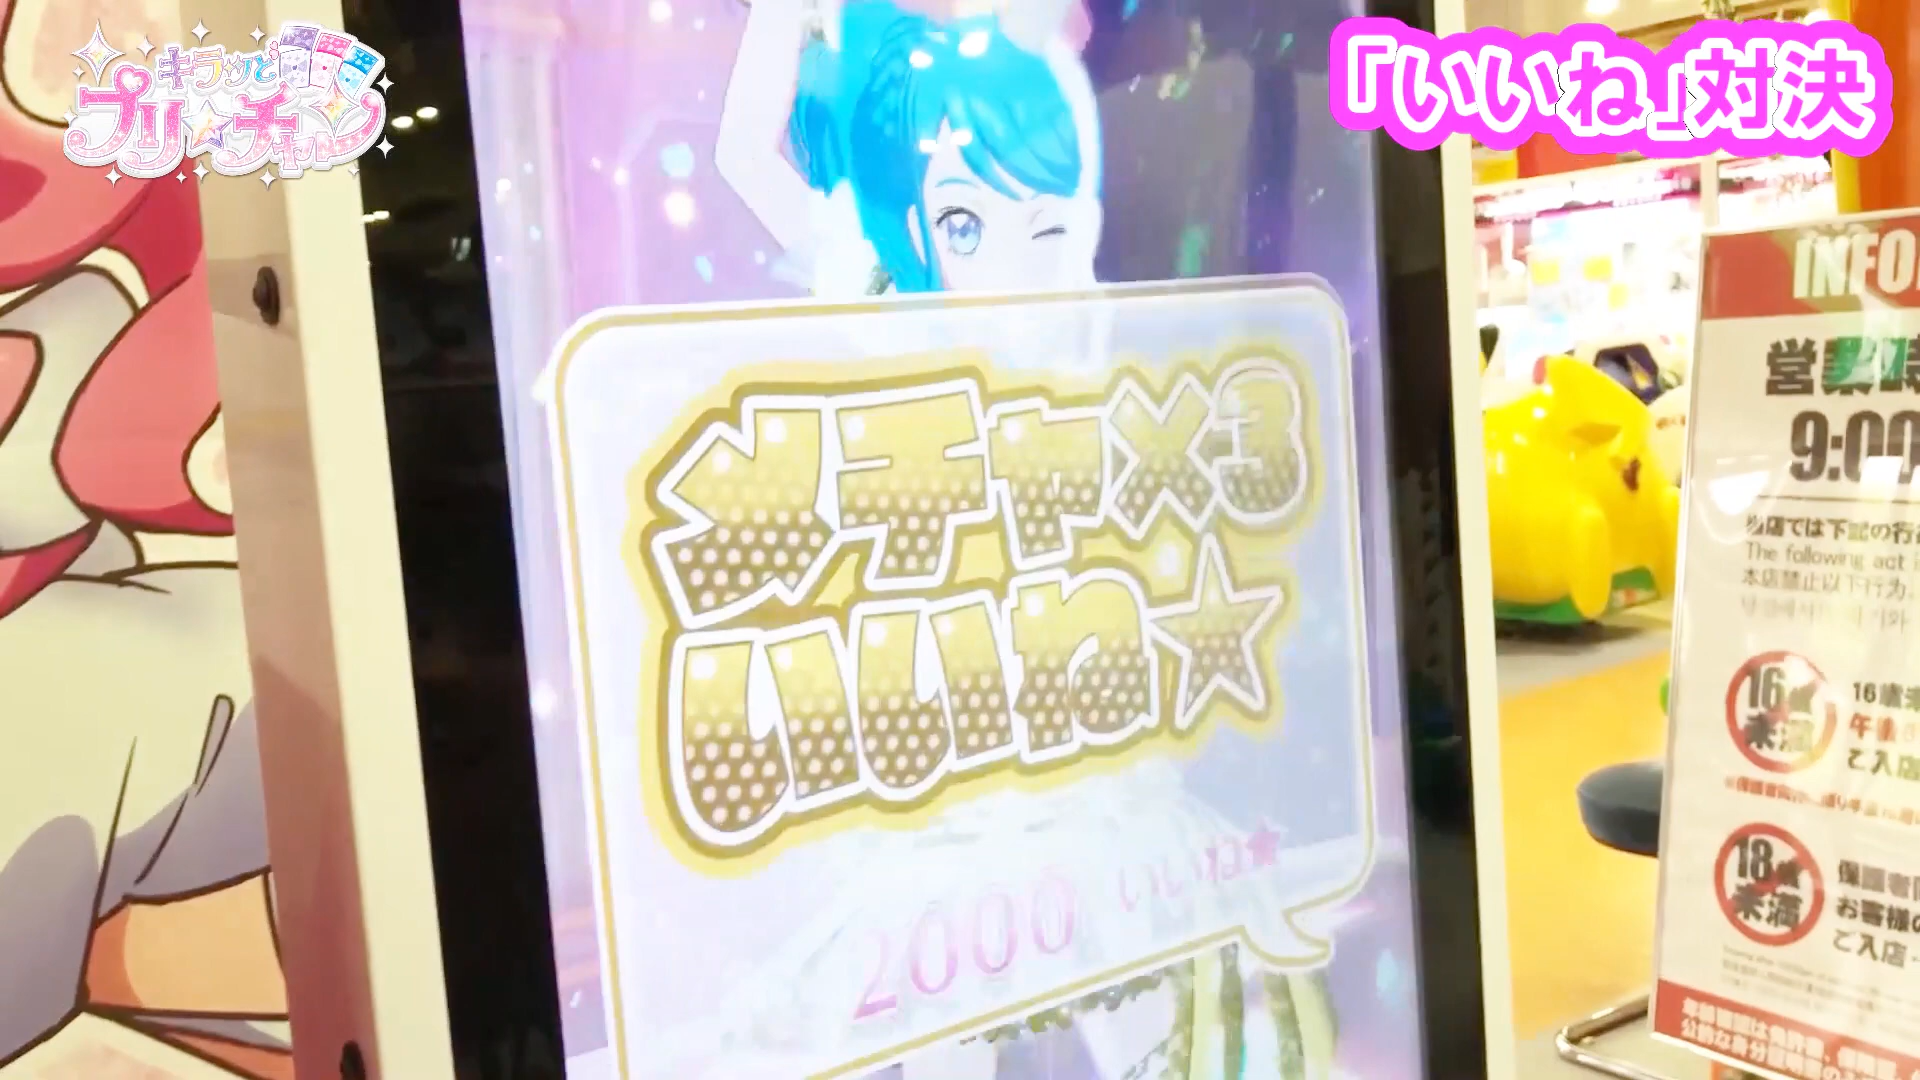 キラッと
プリ☆チャン
「いいね」対決
メチャ×3
いいね☆
2000 いいね★
INFO
営業時
9:00
当店では下記の行
The following act
本店禁止以下行为
16歳
未満
16歳未
午後
ご入店
18歳
未満
保護者同
お客様の
ご入店